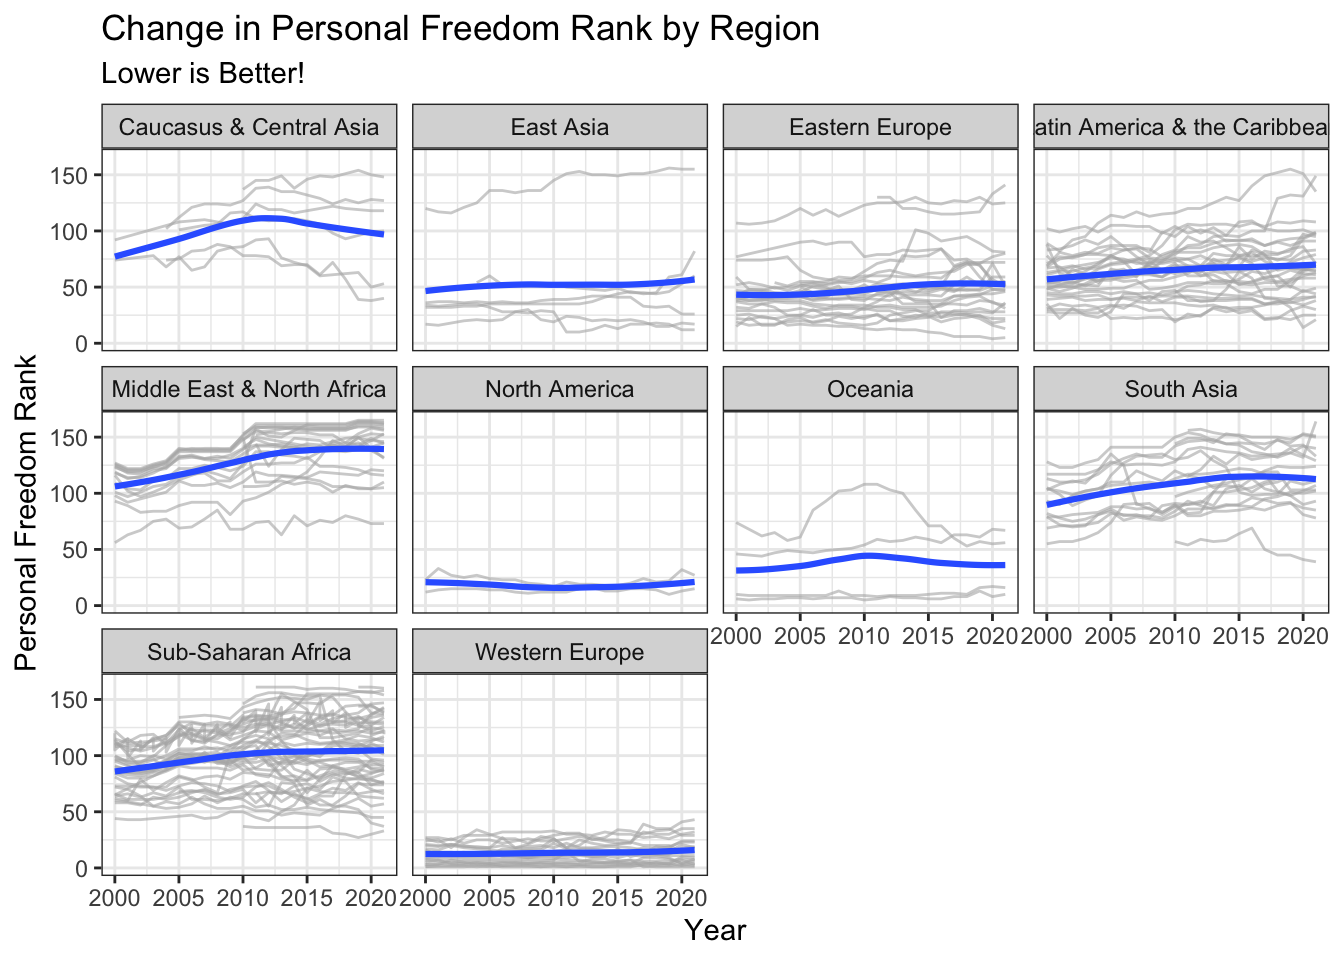 Change in Personal Freedom Rank by Region
Lower is Better!
Caucasus & Central Asia
East Asia
Eastern Europe
atin America & the Caribbea
150
100
50
0
Middle East & North Africa
North America
Oceania
South Asia
150
100
50
0
2000 2005 2010 2015 2020
2000 2005 2010 2015 2020
Sub-Saharan Africa
Western Europe
150
100
50
0
2000 2005 2010 2015 2020
2000 2005 2010 2015 2020
Personal Freedom Rank
Year